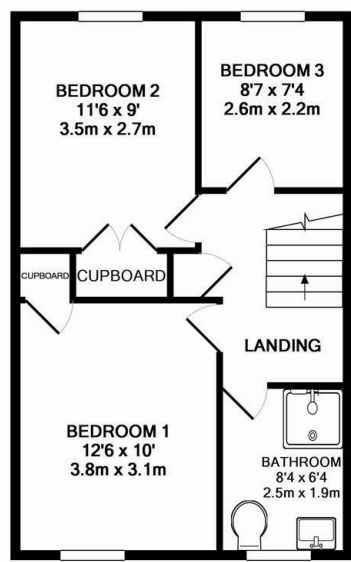 BEDROOM 2
11'6 x 9'
3.5m x 2.7m
BEDROOM 3
8'7 x 7'4
2.6m x 2.2m
CUPBOARD
CUPBOARD
LANDING
BEDROOM 1
12'6 x 10'
3.8m x 3.1m
BATHROOM
8'4 x 6'4
2.5m x 1.9m